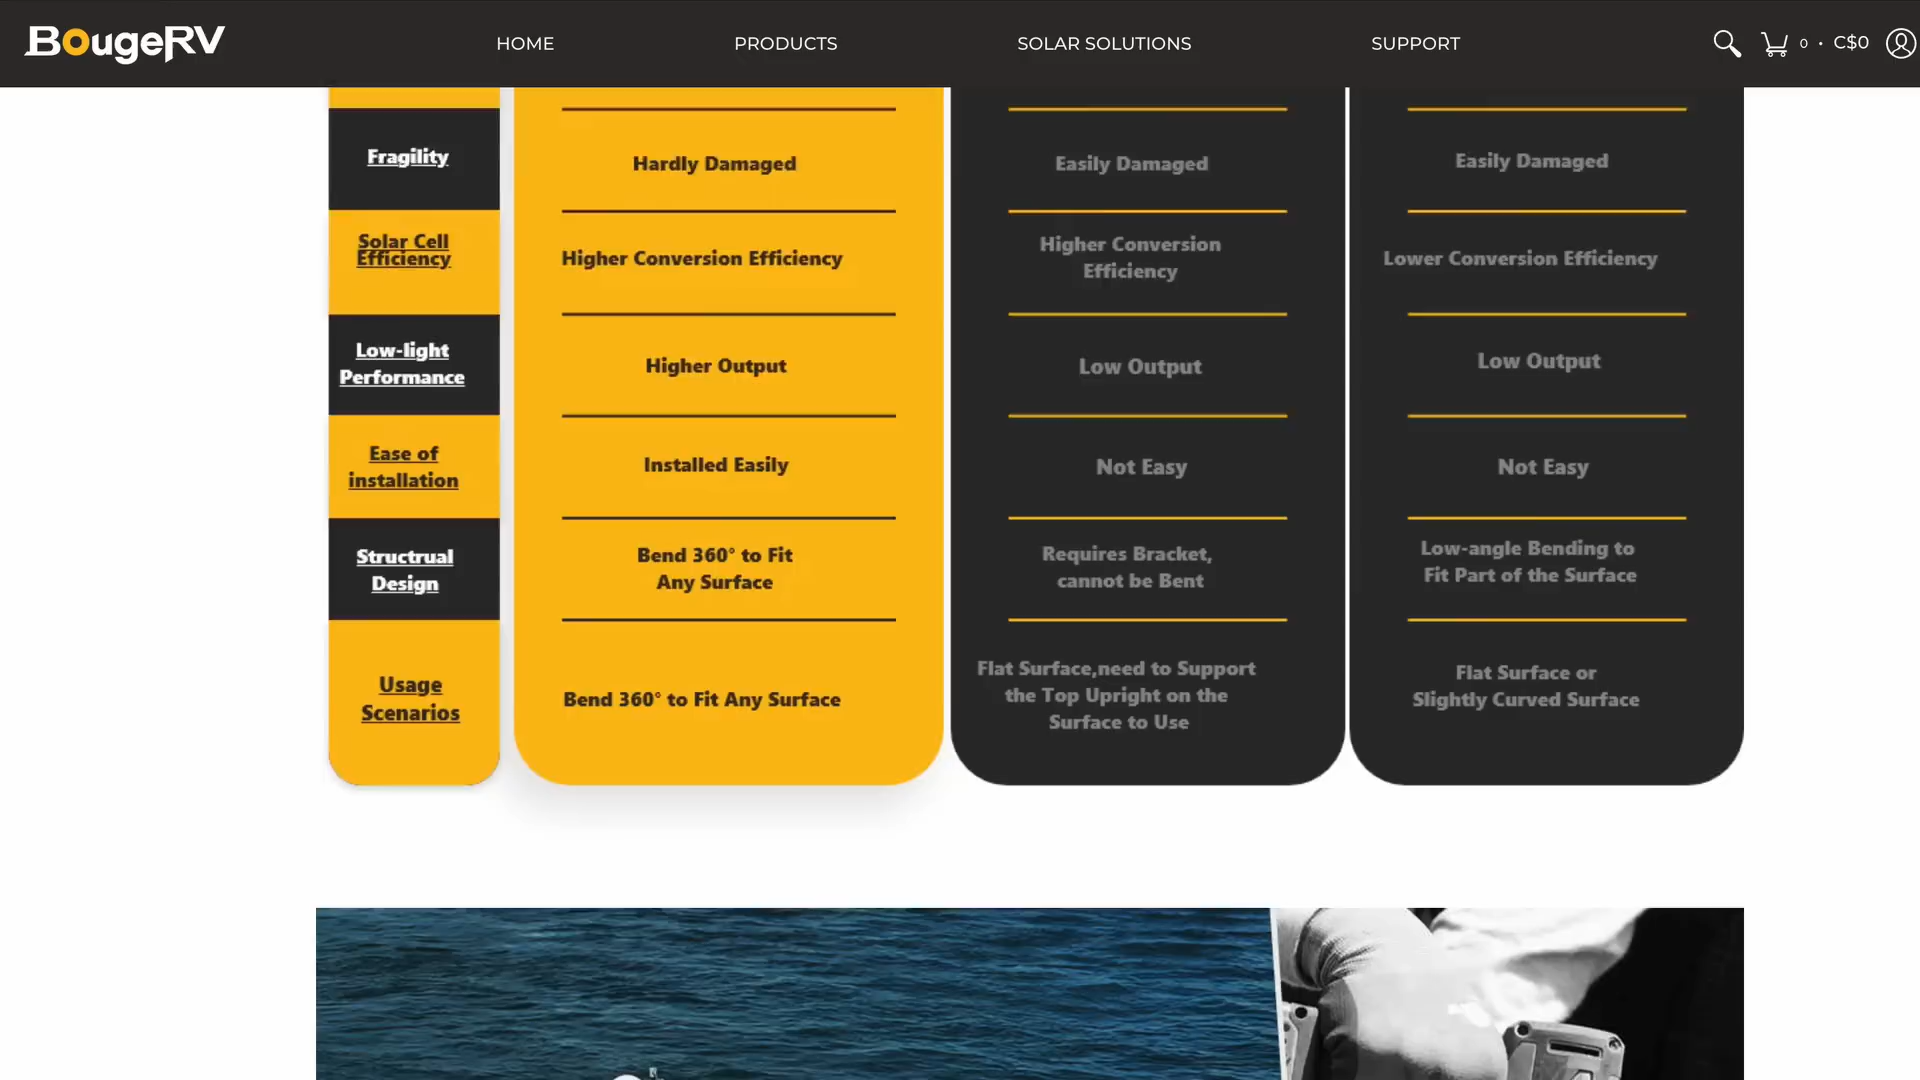 BougeRV
HOME
PRODUCTS
SOLAR SOLUTIONS
SUPPORT
0 · C$0
Fragility
Hardly Damaged
Easily Damaged
Easily Damaged
Solar Cell
Efficiency
Higher Conversion Efficiency
Higher Conversion
Efficiency
Lower Conversion Efficiency
Low-light
Performance
Higher Output
Low Output
Low Output
Ease of
installation
Installed Easily
Not Easy
Not Easy
Structrual
Design
Bend 360° to Fit
Any Surface
Requires Bracket,
cannot be Bent
Low-angle Bending to
Fit Part of the Surface
Usage
Scenarios
Bend 360° to Fit Any Surface
Flat Surface,need to Support
the Top Upright on the
Surface to Use
Flat Surface or
Slightly Curved Surface